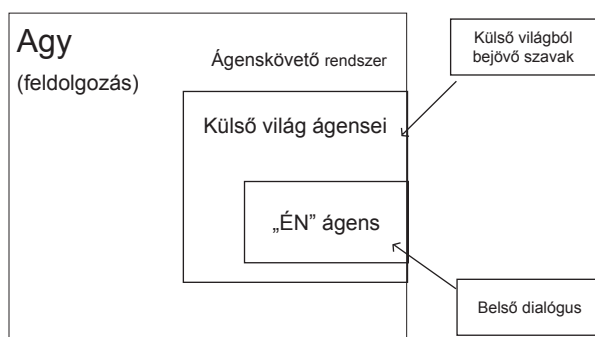 Agy
(feldolgozás)
Ágenskövető rendszer
Külső világból
bejövő szavak
Külső világ ágensei
„ÉN” ágens
Belső dialógus